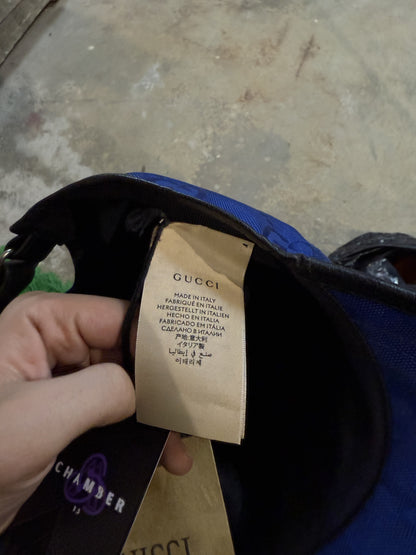 GUCCI
MADE IN ITALY
FABRIQUÉ EN ITALIE
HERGESTELLT IN ITALIEN
HECHO EN ITALIA
FABRICADO EM ITÁLIA
СДЕЛАНО В ИТАЛИИ
产地:意大利
イタリア製
صنع في إيطاليا
이태리제
CHAMBER
GUCCI